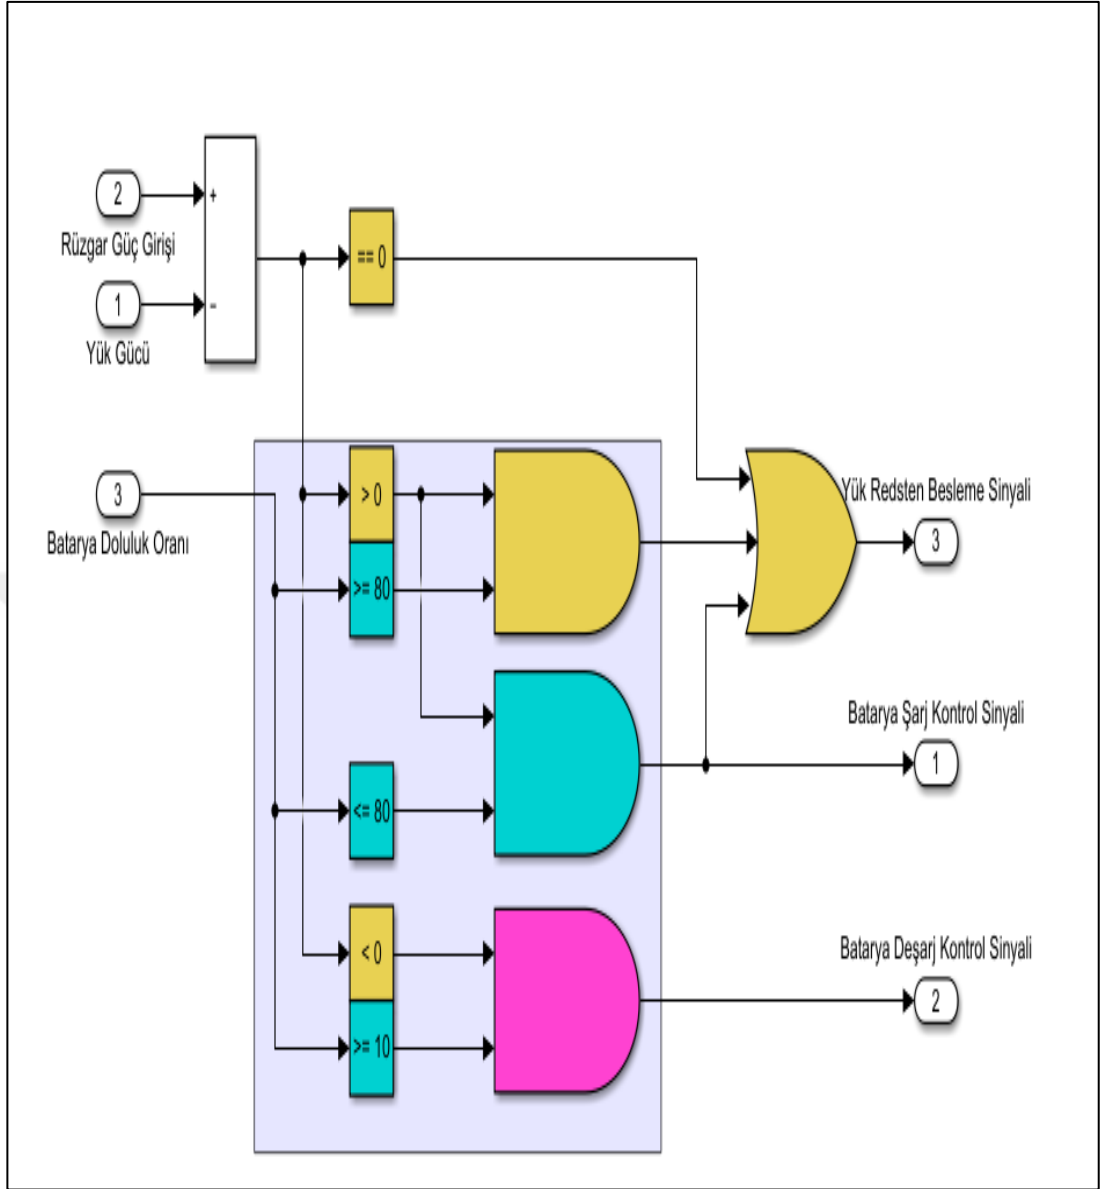 2
+
Rüzgar Güç Girişi
== 0
1
-
Yük Gücü
3
Batarya Doluluk Oranı
> 0
>= 80
Yük Redsten Besleme Sinyali
3
<= 80
Batarya Şarj Kontrol Sinyali
1
< 0
>= 10
Batarya Deşarj Kontrol Sinyali
2